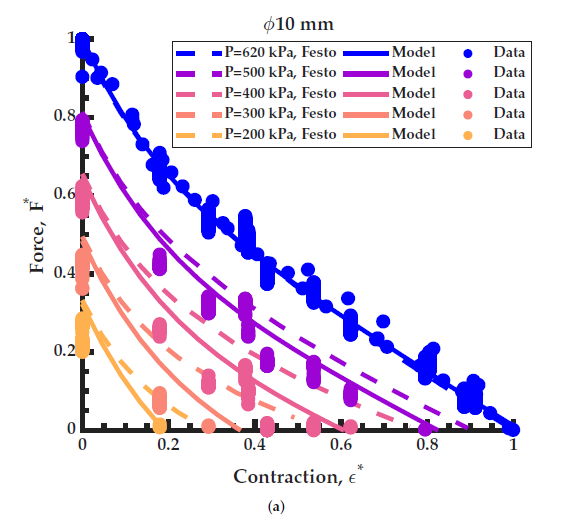 ϕ10 mm
P=620 kPa, Festo Model Data
P=500 kPa, Festo Model Data
P=400 kPa, Festo Model Data
P=300 kPa, Festo Model Data
P=200 kPa, Festo Model Data
1
0.8
0.6
0.4
0.2
0
Force, F*
0 0.2 0.4 0.6 0.8 1
Contraction, ϵ*
(a)